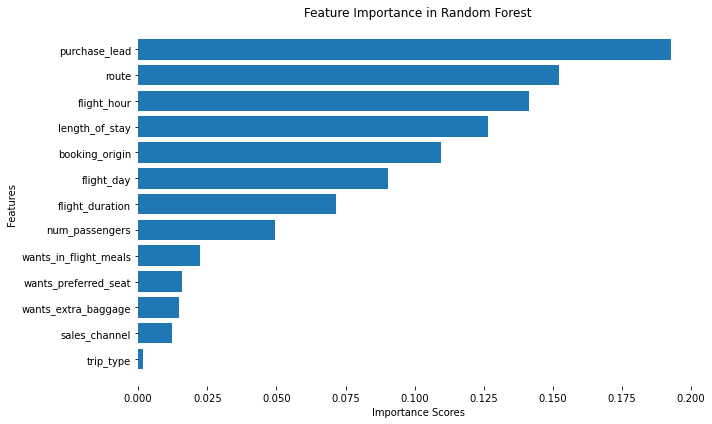 Feature Importance in Random Forest
Features
purchase_lead
route
flight_hour
length_of_stay
booking_origin
flight_day
flight_duration
num_passengers
wants_in_flight_meals
wants_preferred_seat
wants_extra_baggage
sales_channel
trip_type
0.000 0.025 0.050 0.075 0.100 0.125 0.150 0.175 0.200
Importance Scores